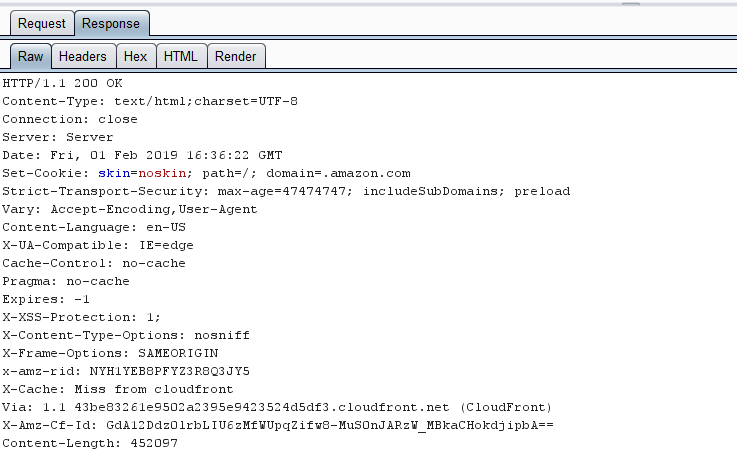 Request Response
Raw Headers Hex HTML Render
HTTP/1.1 200 OK
Content-Type: text/html;charset=UTF-8
Connection: close
Server: Server
Date: Fri, 01 Feb 2019 16:36:22 GMT
Set-Cookie: skin=noskin; path=/; domain=.amazon.com
Strict-Transport-Security: max-age=47474747; includeSubDomains; preload
Vary: Accept-Encoding,User-Agent
Content-Language: en-US
X-UA-Compatible: IE=edge
Cache-Control: no-cache
Pragma: no-cache
Expires: -1
X-XSS-Protection: 1;
X-Content-Type-Options: nosniff
X-Frame-Options: SAMEORIGIN
x-amz-rid: NYH1YEB8PFYZ3R8Q3JY5
X-Cache: Miss from cloudfront
Via: 1.1 43be83261e9502a2395e9423524d5df3.cloudfront.net (CloudFront)
X-Amz-Cf-Id: GdA12DdzOlrbLIU6zMfWUpqZifw8-MuSOnJARzW_MBkaCHokdjipbA==
Content-Length: 452097